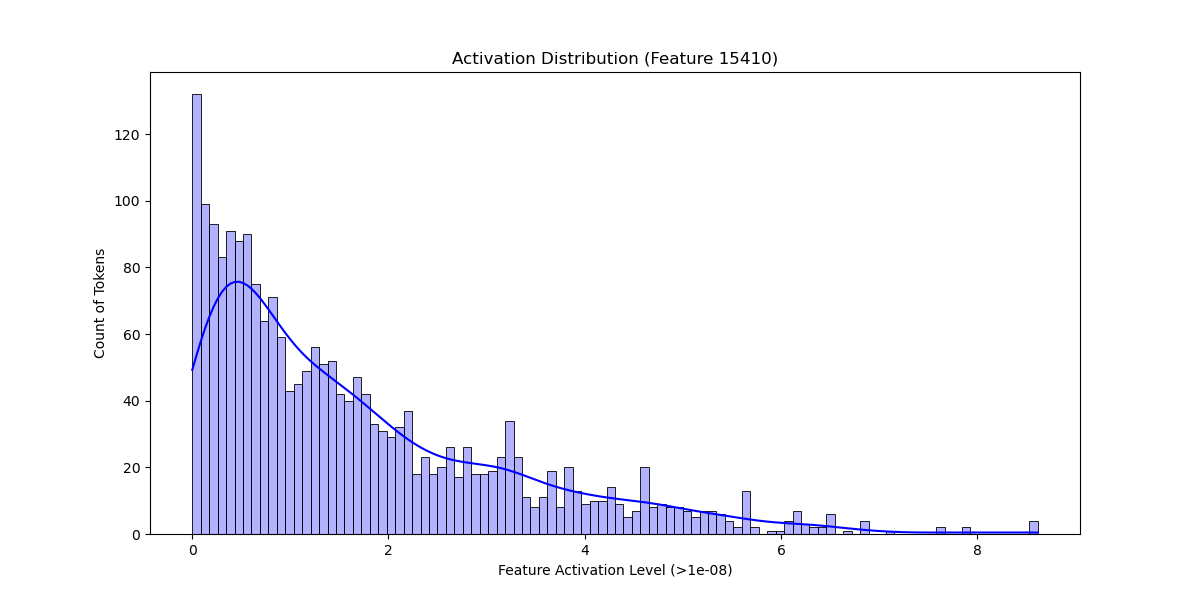 Activation Distribution (Feature 15410)
Count of Tokens
120
100
80
60
40
20
0
0 2 4 6 8
Feature Activation Level (>1e-08)